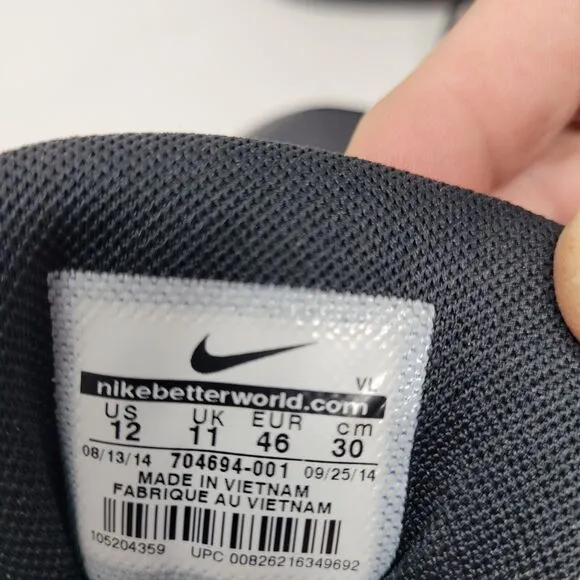 VL
nikebetterworld.com
US UK EUR cm
12 11 46 30
08/13/14 704694-001 09/25/14
MADE IN VIETNAM
FABRIQUE AU VIETNAM
105204359 UPC 00826216349692